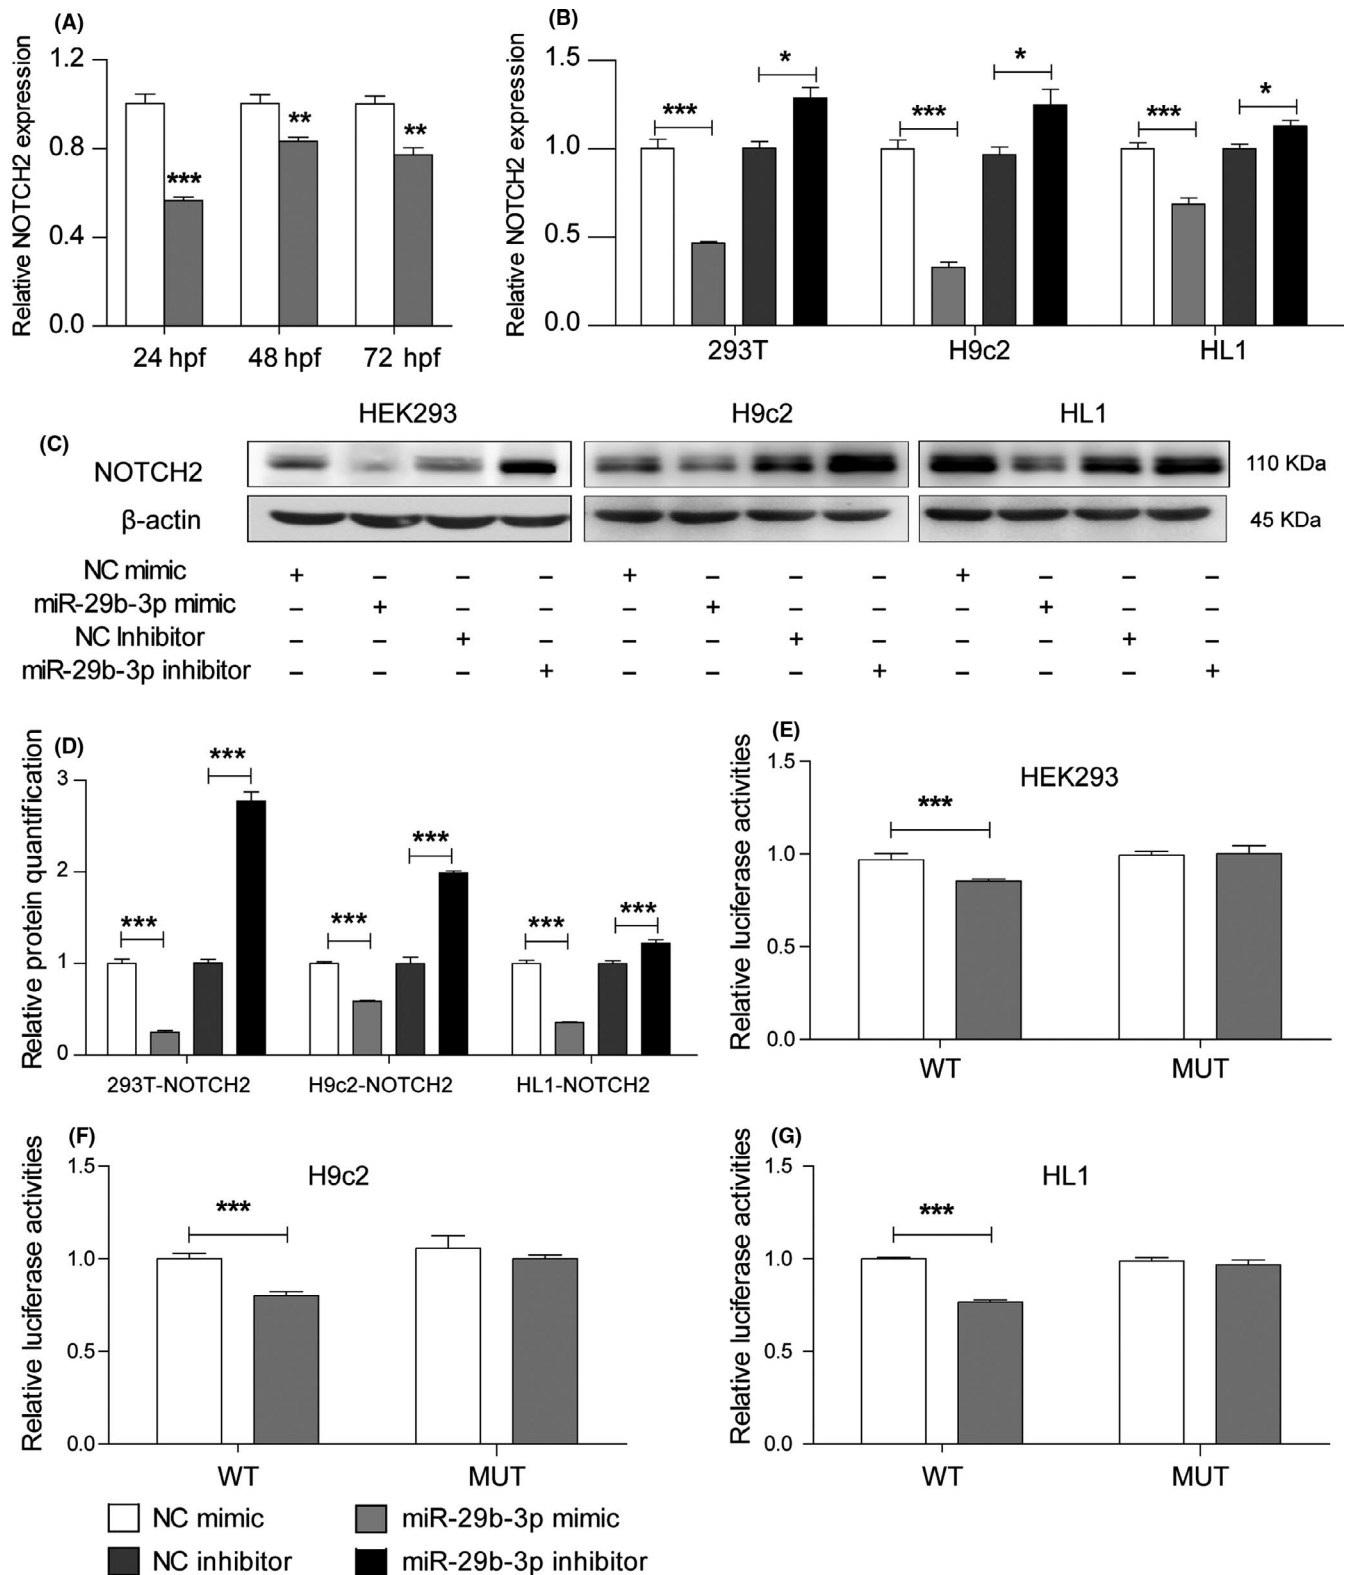 (A)
Relative NOTCH2 expression
1.2
0.8
0.4
0.0
***
**
**
24 hpf 48 hpf 72 hpf
(B)
Relative NOTCH2 expression
1.5
1.0
0.5
0.0
*** * *** * *** *
293T H9c2 HL1
(C)
HEK293 H9c2 HL1
NOTCH2 110 KDa
β-actin 45 KDa
NC mimic + – – – + – – – + – – –
miR-29b-3p mimic – + – – – + – – – + – –
NC Inhibitor – – + – – – + – – – + –
miR-29b-3p inhibitor – – – + – – – + – – – +
(D)
Relative protein quantification
3
2
1
0
*** *** *** *** *** ***
293T-NOTCH2 H9c2-NOTCH2 HL1-NOTCH2
(E)
HEK293
Relative luciferase activities
1.5
1.0
0.5
0.0
***
WT MUT
(F)
H9c2
Relative luciferase activities
1.5
1.0
0.5
0.0
***
WT MUT
(G)
HL1
Relative luciferase activities
1.5
1.0
0.5
0.0
***
WT MUT
NC mimic miR-29b-3p mimic
NC inhibitor miR-29b-3p inhibitor